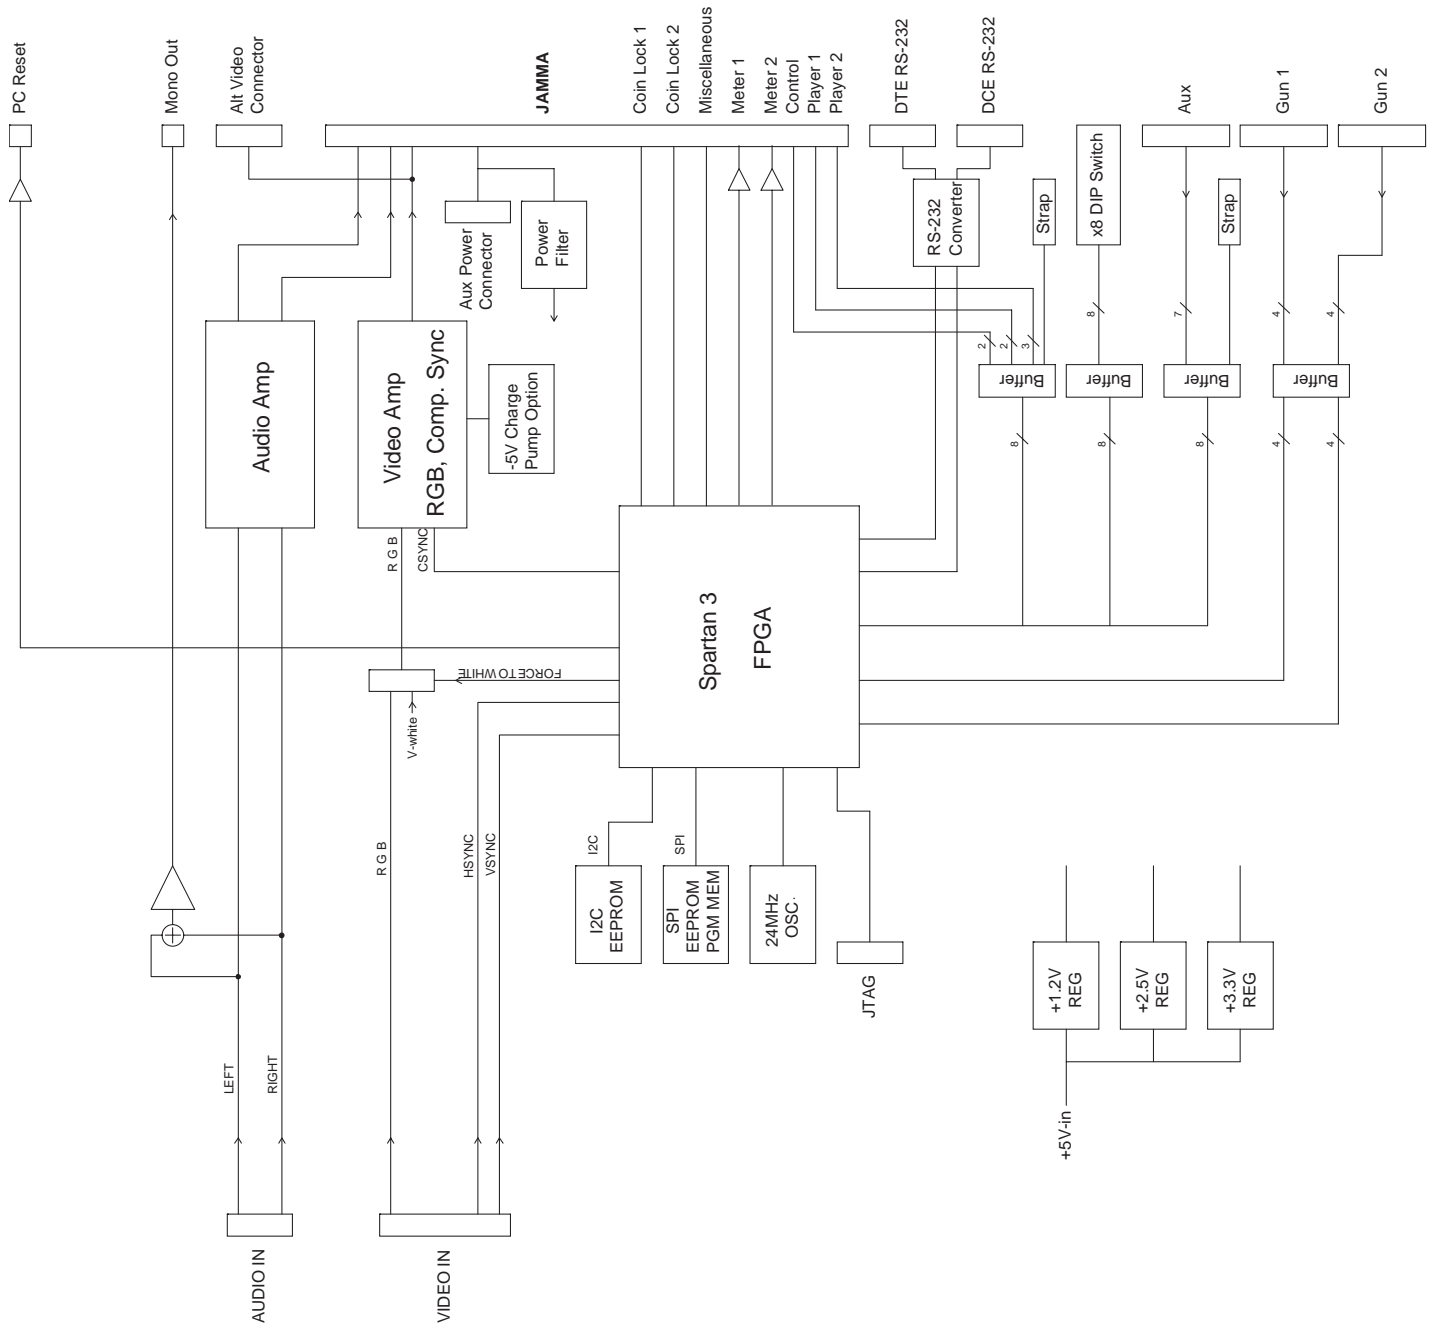 PC Reset
Mono Out
Alt Video
Connector
JAMMA
Coin Lock 1
Coin Lock 2
Miscellaneous
Meter 1
Meter 2
Control
Player 1
Player 2
DTE RS-232
DCE RS-232
x8 DIP Switch
Aux
Gun 1
Gun 2
Strap
Strap
RS-232
Converter
Aux Power
Connector
Power
Filter
Audio Amp
Video Amp
RGB, Comp. Sync
-5V Charge
Pump Option
2
2
3
8
7
4
4
Buffer
Buffer
Buffer
Buffer
8
8
8
4
4
R G B
CSYNC
Spartan 3
FPGA
FORCE TO WHITE
V-white
R G B
HSYNC
VSYNC
I2C
SPI
I2C
EEPROM
SPI
EEPROM
PGM MEM
24MHz
OSC.
JTAG
+1.2V
REG
+2.5V
REG
+3.3V
REG
+5V-in
LEFT
RIGHT
AUDIO IN
VIDEO IN